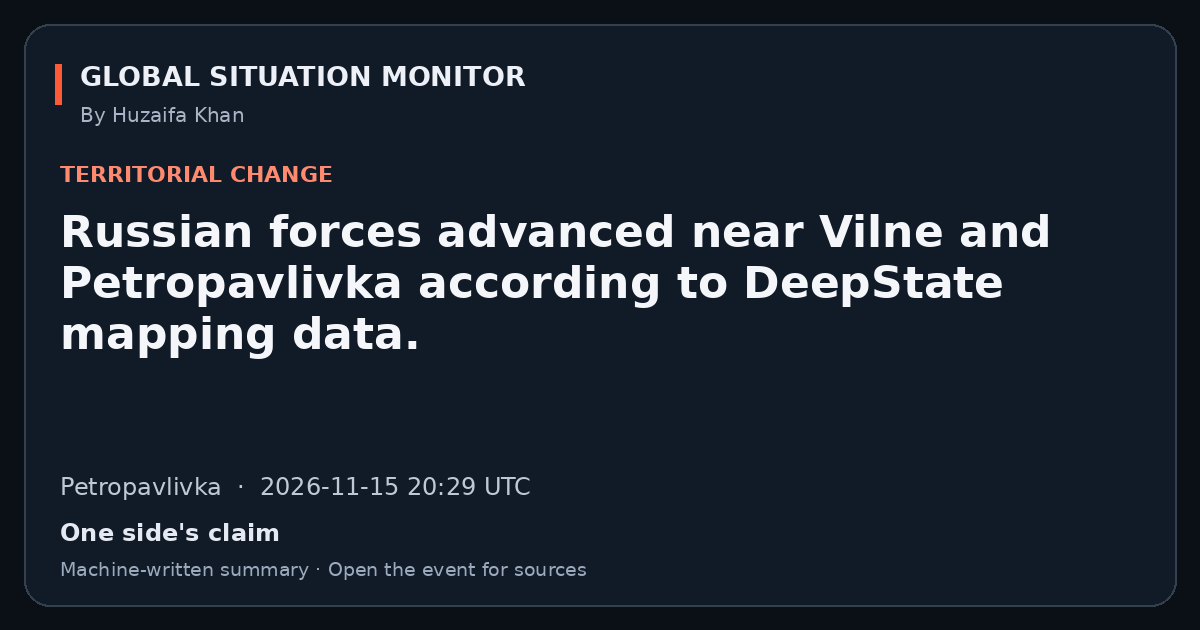 GLOBAL SITUATION MONITOR
By Huzaifa Khan
TERRITORIAL CHANGE
Russian forces advanced near Vilne and
Petropavlivka according to DeepState
mapping data.
Petropavlivka · 2026-11-15 20:29 UTC
One side's claim
Machine-written summary · Open the event for sources